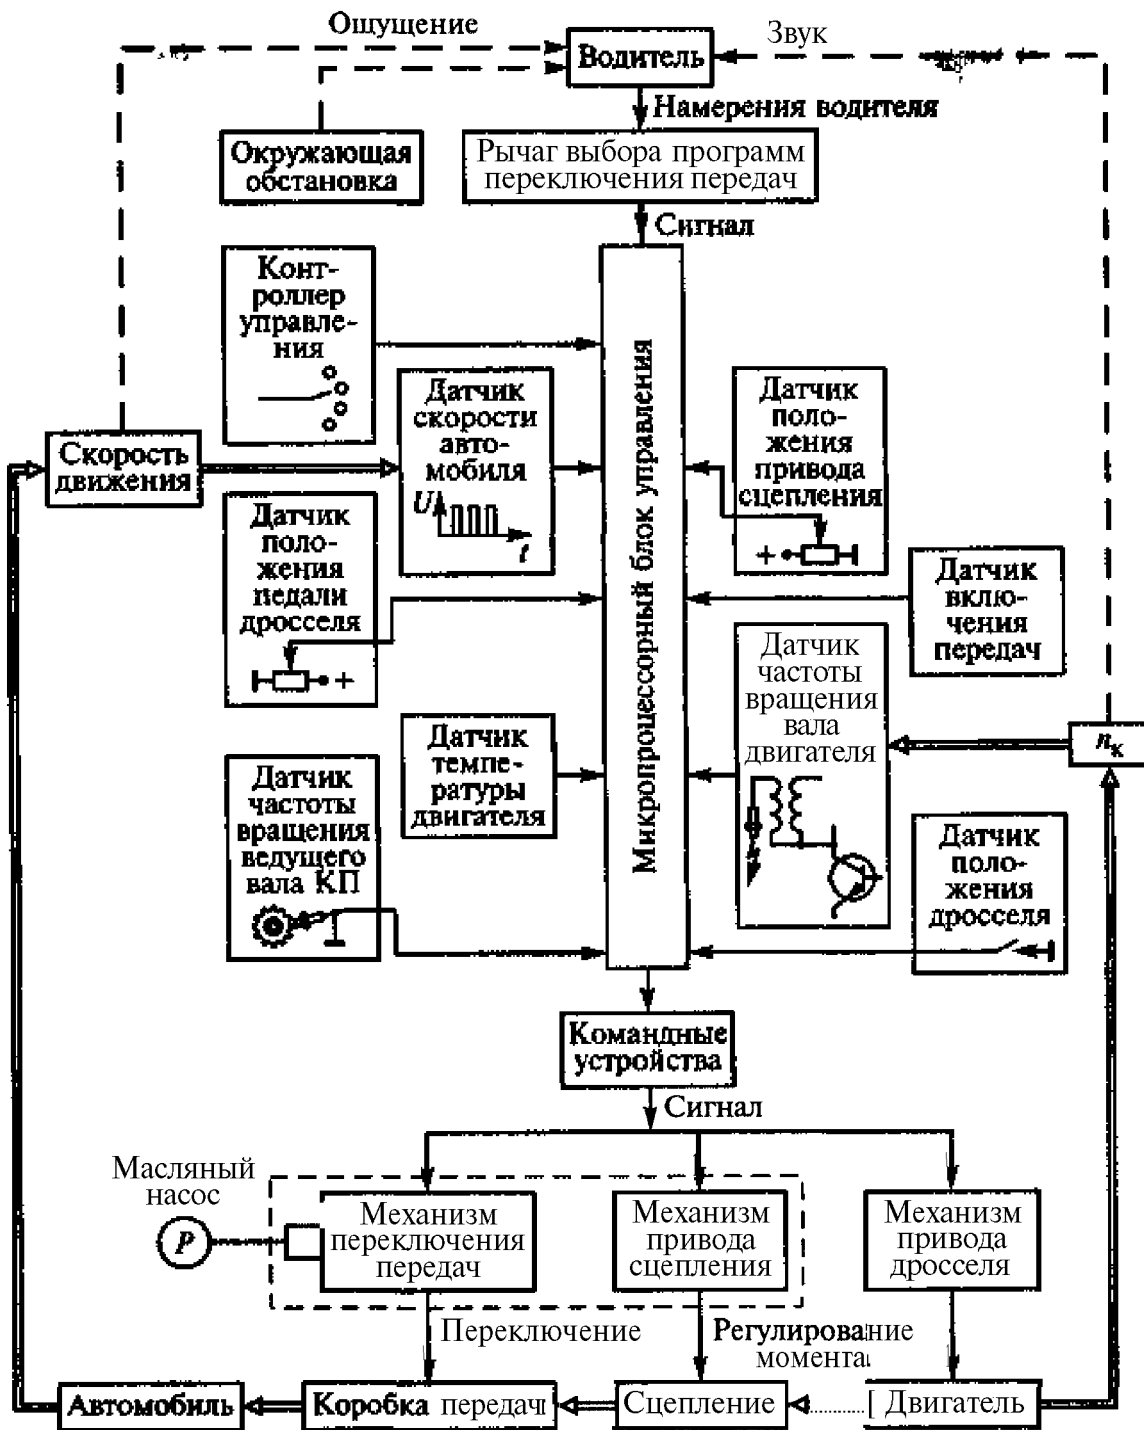 Ощущение
Звук
Водитель
Намерения водителя
Окружающая
обстановка
Рычаг выбора программ
переключения передач
Сигнал
Конт-
роллер
управле-
ния
Микропроцессорный блок управления
Датчик
скорости
авто-
мобиля
U
t
Датчик
поло-
жения
привода
сцепления
+
Скорость
движения
Датчик
поло-
жения
педали
дросселя
+
Датчик
вклю-
чения
передач
Датчик
частоты
вращения
вала
двигателя
nк
Датчик
темпе-
ратуры
двигателя
Датчик
частоты
вращения
ведущего
вала КП
Датчик
поло-
жения
дросселя
Командные
устройства
Сигнал
Масляный
насос
P
Механизм
переключения
передач
Механизм
привода
сцепления
Механизм
привода
дросселя
Переключение
Регулирование
момента
Автомобиль
Коробка передач
Сцепление
Двигатель